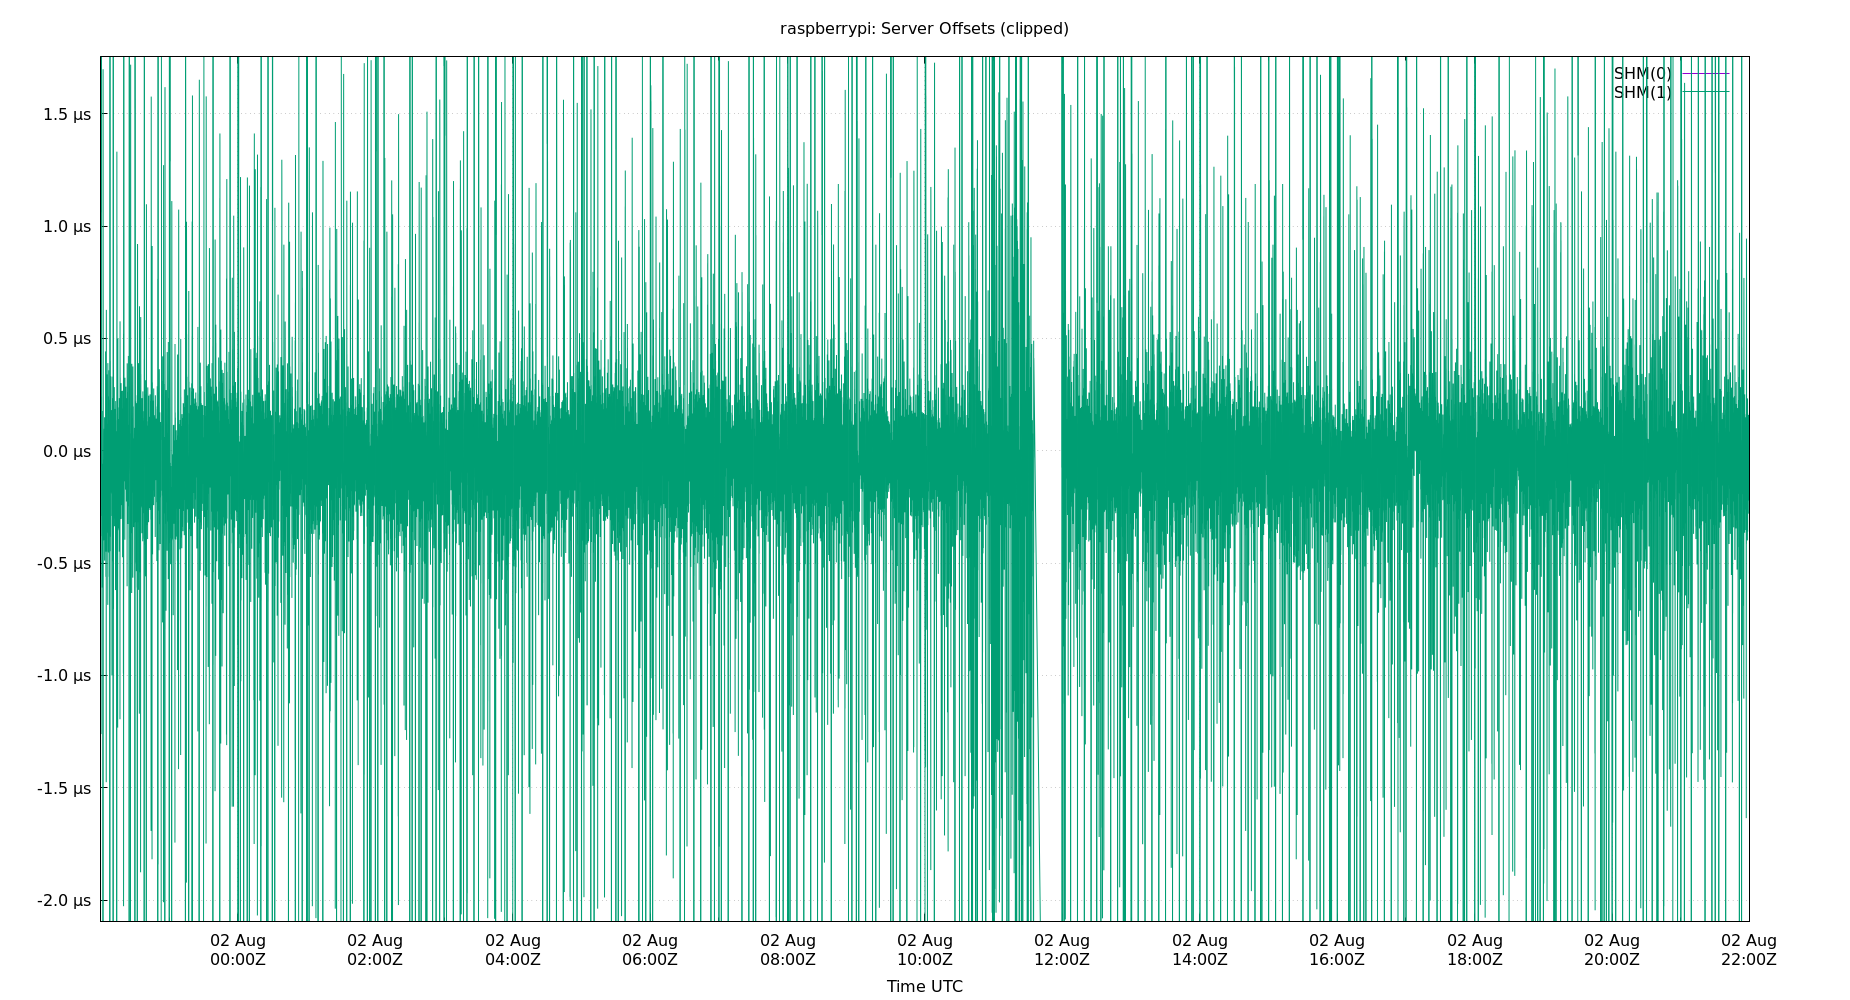 raspberrypi: Server Offsets (clipped)
SHM(0)
SHM(1)
1.5 µs
1.0 µs
0.5 µs
0.0 µs
-0.5 µs
-1.0 µs
-1.5 µs
-2.0 µs
02 Aug 02 Aug 02 Aug 02 Aug 02 Aug 02 Aug 02 Aug 02 Aug 02 Aug 02 Aug 02 Aug 02 Aug
00:00Z 02:00Z 04:00Z 06:00Z 08:00Z 10:00Z 12:00Z 14:00Z 16:00Z 18:00Z 20:00Z 22:00Z
Time UTC